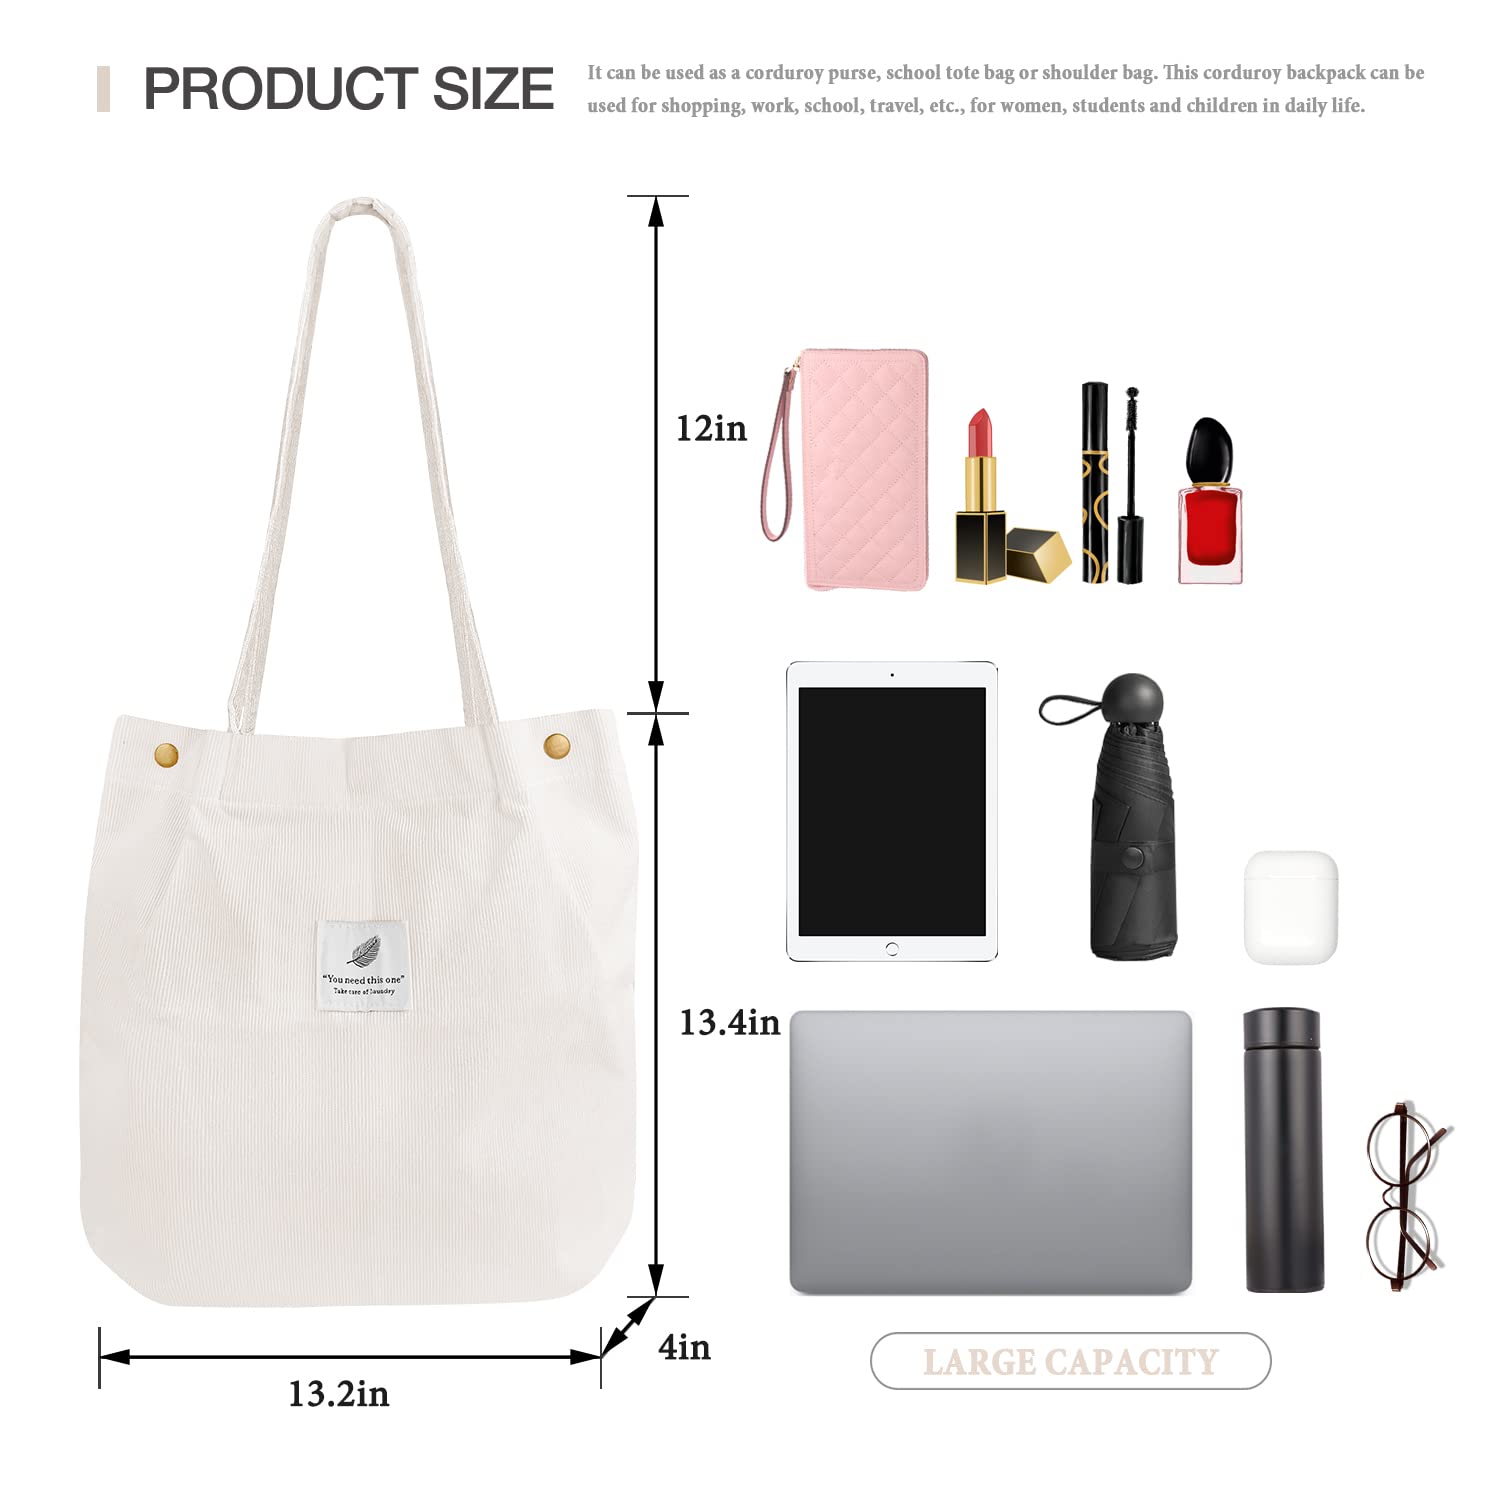 PRODUCT SIZE
It can be used as a corduroy purse, school tote bag or shoulder bag. This corduroy backpack can be
used for shopping, work, school, travel, etc., for women, students and children in daily life.
12in
13.4in
"You need this one"
Take care of laundry
4in
13.2in
LARGE CAPACITY